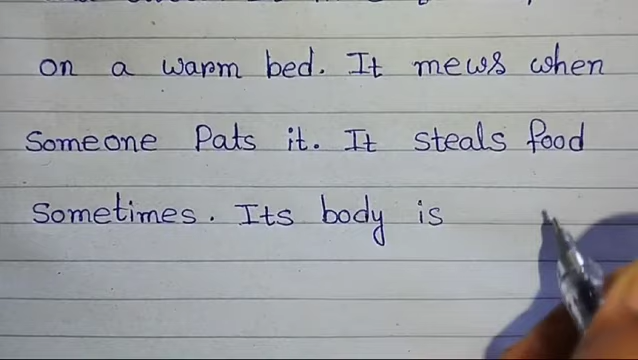 on a warm bed. It mews when
Someone Pats it. It steals food
Sometimes. Its body is